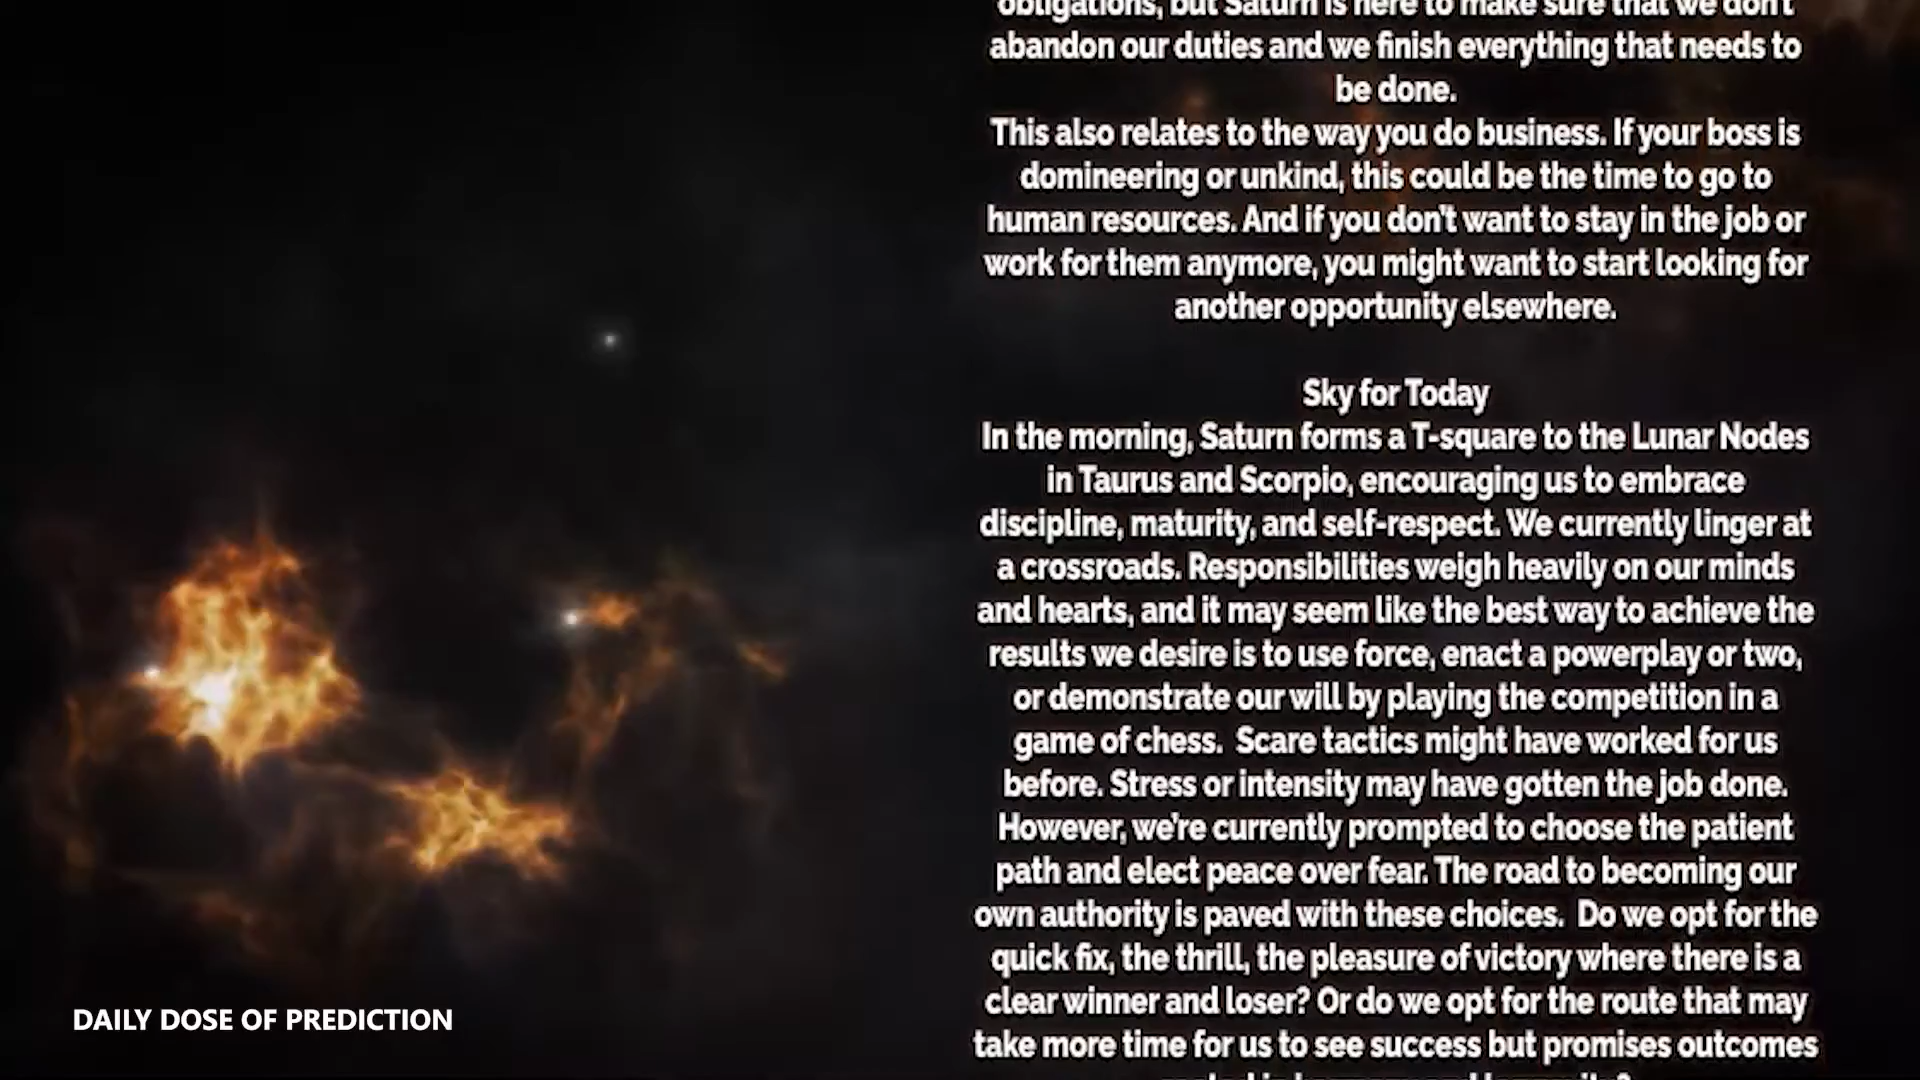 obligations, but Saturn is here to make sure that we don't
abandon our duties and we finish everything that needs to
be done.
This also relates to the way you do business. If your boss is
domineering or unkind, this could be the time to go to
human resources. And if you don't want to stay in the job or
work for them anymore, you might want to start looking for
another opportunity elsewhere.
Sky for Today
In the morning, Saturn forms a T-square to the Lunar Nodes
in Taurus and Scorpio, encouraging us to embrace
discipline, maturity, and self-respect. We currently linger at
a crossroads. Responsibilities weigh heavily on our minds
and hearts, and it may seem like the best way to achieve the
results we desire is to use force, enact a powerplay or two,
or demonstrate our will by playing the competition in a
game of chess.  Scare tactics might have worked for us
before. Stress or intensity may have gotten the job done.
However, we're currently prompted to choose the patient
path and elect peace over fear. The road to becoming our
own authority is paved with these choices.  Do we opt for the
quick fix, the thrill, the pleasure of victory where there is a
clear winner and loser? Or do we opt for the route that may
take more time for us to see success but promises outcomes
DAILY DOSE OF PREDICTION